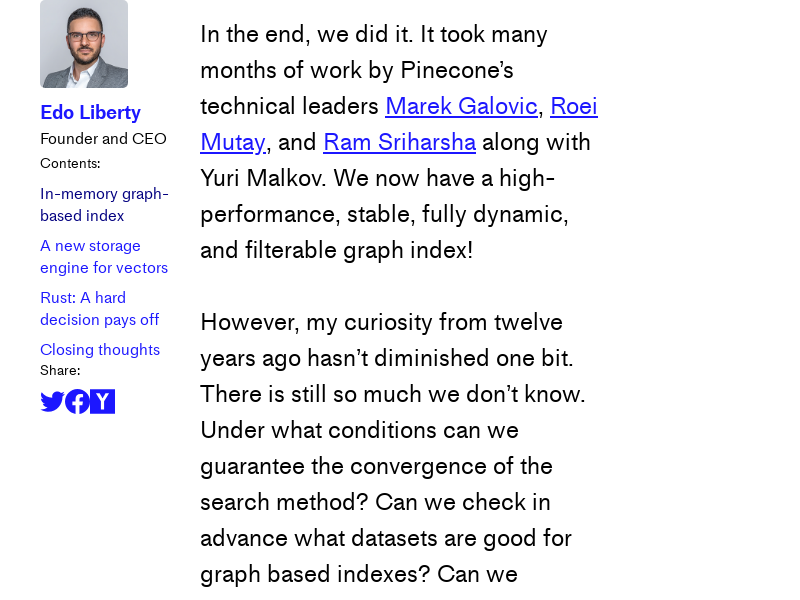 Edo Liberty
Founder and CEO
Contents:
In-memory graph-
based index
A new storage
engine for vectors
Rust: A hard
decision pays off
Closing thoughts
Share:
Y
In the end, we did it. It took many
months of work by Pinecone’s
technical leaders Marek Galovic, Roei
Mutay, and Ram Sriharsha along with
Yuri Malkov. We now have a high-
performance, stable, fully dynamic,
and filterable graph index!
However, my curiosity from twelve
years ago hasn’t diminished one bit.
There is still so much we don’t know.
Under what conditions can we
guarantee the convergence of the
search method? Can we check in
advance what datasets are good for
graph based indexes? Can we